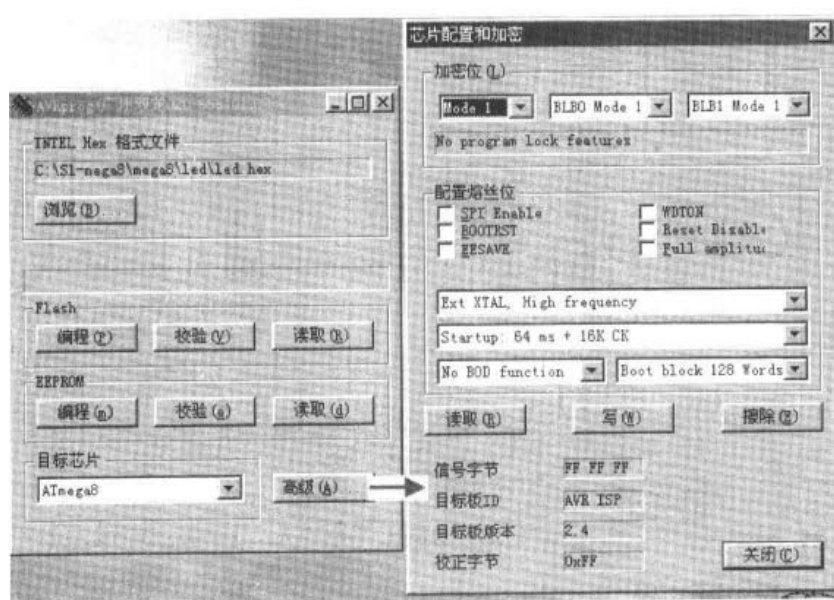 INTEL Hex 格式文件
C:\S1-mega8\mega8\led\led.hex
浏览(B)...
Flash
编程(P)
校验(V)
读取(R)
EEPROM
编程(m)
校验(a)
读取(d)
目标芯片
ATmega8
高级(A)...
芯片配置和加密
加密位(L)
Mode 1
BLB0 Mode 1
BLB1 Mode 1
No program lock features
配置熔丝位
SPI Enable
WDTON
BOOTRST
Reset Disable
EESAVE
Full amplituc
Ext XTAL, High frequency
Startup: 64 ms + 16K CK
No BOD function
Boot block 128 Words
读取(R)
写(W)
擦除(E)
信号字节
FF FF FF
目标板ID
AVR ISP
目标板版本
2.4
校正字节
0xFF
关闭(C)